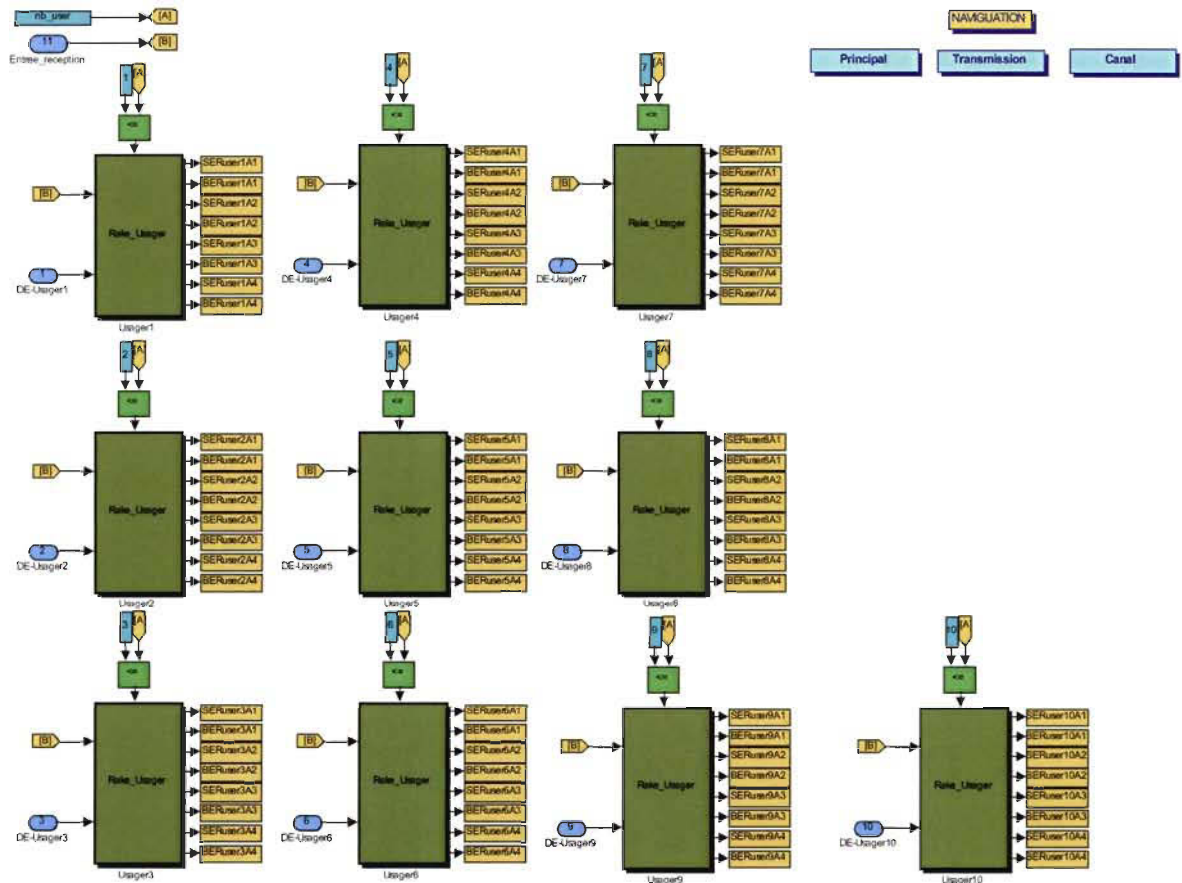 nb_user
[A]
11
[B]
Entree_reception
NAVIGUATION
Principal
Transmission
Canal
1
[A]
<=
[B]
Rake_Usager
1
DE-Usager1
SERuser1A1
BERuser1A1
SERuser1A2
BERuser1A2
SERuser1A3
BERuser1A3
SERuser1A4
BERuser1A4
Usager1
4
[A]
<=
[B]
Rake_Usager
4
DE-Usager4
SERuser4A1
BERuser4A1
SERuser4A2
BERuser4A2
SERuser4A3
BERuser4A3
SERuser4A4
BERuser4A4
Usager4
7
[A]
<=
[B]
Rake_Usager
7
DE-Usager7
SERuser7A1
BERuser7A1
SERuser7A2
BERuser7A2
SERuser7A3
BERuser7A3
SERuser7A4
BERuser7A4
Usager7
2
[A]
<=
[B]
Rake_Usager
2
DE-Usager2
SERuser2A1
BERuser2A1
SERuser2A2
BERuser2A2
SERuser2A3
BERuser2A3
SERuser2A4
BERuser2A4
Usager2
5
[A]
<=
[B]
Rake_Usager
5
DE-Usager5
SERuser5A1
BERuser5A1
SERuser5A2
BERuser5A2
SERuser5A3
BERuser5A3
SERuser5A4
BERuser5A4
Usager5
8
[A]
<=
[B]
Rake_Usager
8
DE-Usager8
SERuser8A1
BERuser8A1
SERuser8A2
BERuser8A2
SERuser8A3
BERuser8A3
SERuser8A4
BERuser8A4
Usager8
3
[A]
<=
[B]
Rake_Usager
3
DE-Usager3
SERuser3A1
BERuser3A1
SERuser3A2
BERuser3A2
SERuser3A3
BERuser3A3
SERuser3A4
BERuser3A4
Usager3
6
[A]
<=
[B]
Rake_Usager
6
DE-Usager6
SERuser6A1
BERuser6A1
SERuser6A2
BERuser6A2
SERuser6A3
BERuser6A3
SERuser6A4
BERuser6A4
Usager6
9
[A]
<=
[B]
Rake_Usager
9
DE-Usager9
SERuser9A1
BERuser9A1
SERuser9A2
BERuser9A2
SERuser9A3
BERuser9A3
SERuser9A4
BERuser9A4
Usager9
10
[A]
<=
[B]
Rake_Usager
10
DE-Usager10
SERuser10A1
BERuser10A1
SERuser10A2
BERuser10A2
SERuser10A3
BERuser10A3
SERuser10A4
BERuser10A4
Usager10